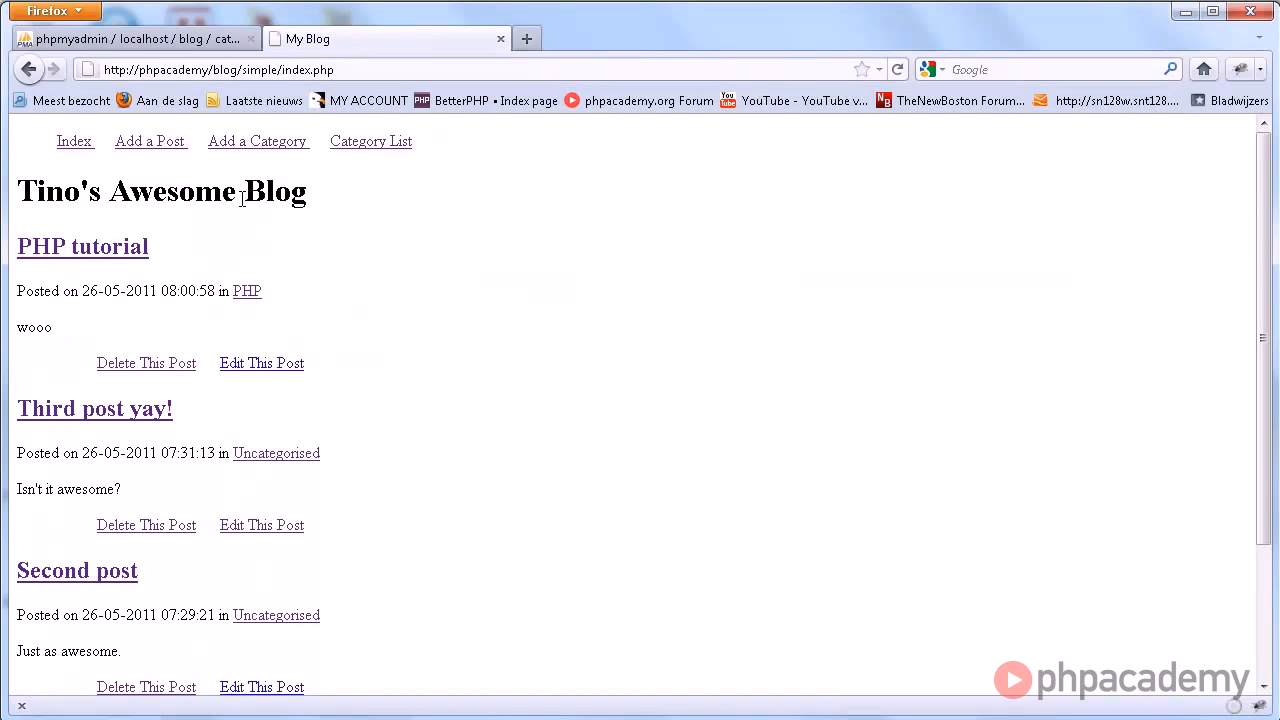 Firefox
phpmyadmin / localhost / blog / cat...
My Blog
http://phpacademy/blog/simple/index.php
Google
Meest bezocht
Aan de slag
Laatste nieuws
MY ACCOUNT
PHP
BetterPHP • Index page
phpacademy.org Forum
You Tube
YouTube - YouTube v...
NB
TheNewBoston Forum...
http://sn128w.snt128....
Bladwijzers
Index
Add a Post
Add a Category
Category List
Tino's Awesome Blog
PHP tutorial
Posted on 26-05-2011 08:00:58 in PHP
wooo
Delete This Post
Edit This Post
Third post yay!
Posted on 26-05-2011 07:31:13 in Uncategorised
Isn't it awesome?
Delete This Post
Edit This Post
Second post
Posted on 26-05-2011 07:29:21 in Uncategorised
Just as awesome.
Delete This Post
Edit This Post
phpacademy